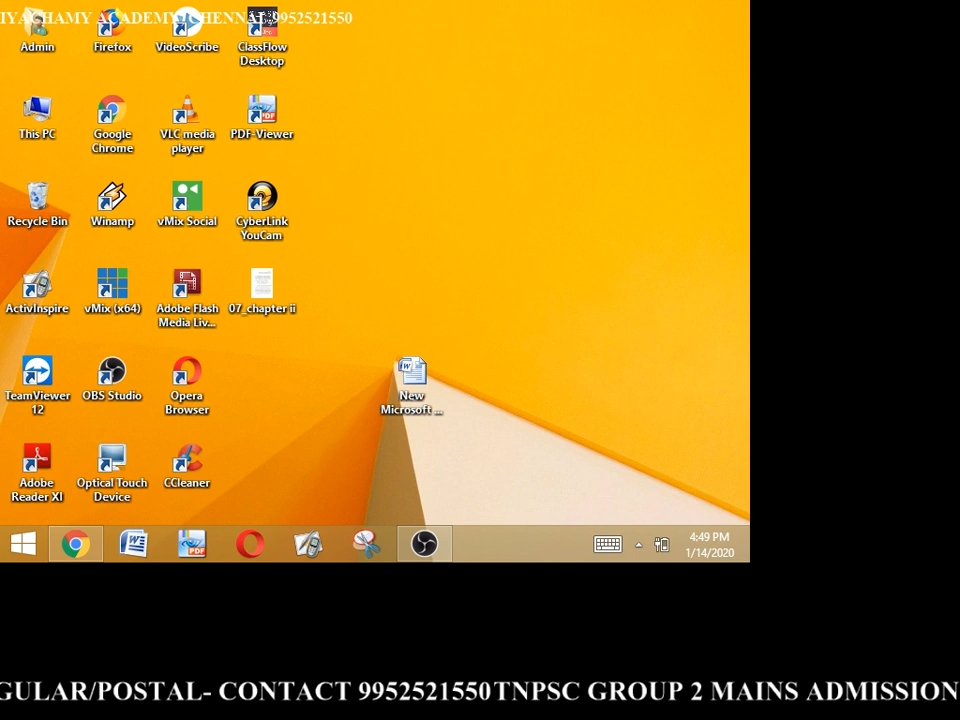 IYACHAMY ACADEMY, CHENNAI, 9952521550
Admin
Firefox
VideoScribe
ClassFlow
Desktop
This PC
Google
Chrome
VLC media
player
PDF-Viewer
Recycle Bin
Winamp
vMix Social
CyberLink
YouCam
ActivInspire
vMix (x64)
Adobe Flash
Media Liv...
07_chapter ii
TeamViewer
12
OBS Studio
Opera
Browser
New
Microsoft ...
Adobe
Reader XI
Optical Touch
Device
CCleaner
4:49 PM
1/14/2020
GULAR/POSTAL- CONTACT 9952521550 TNPSC GROUP 2 MAINS ADMISSION